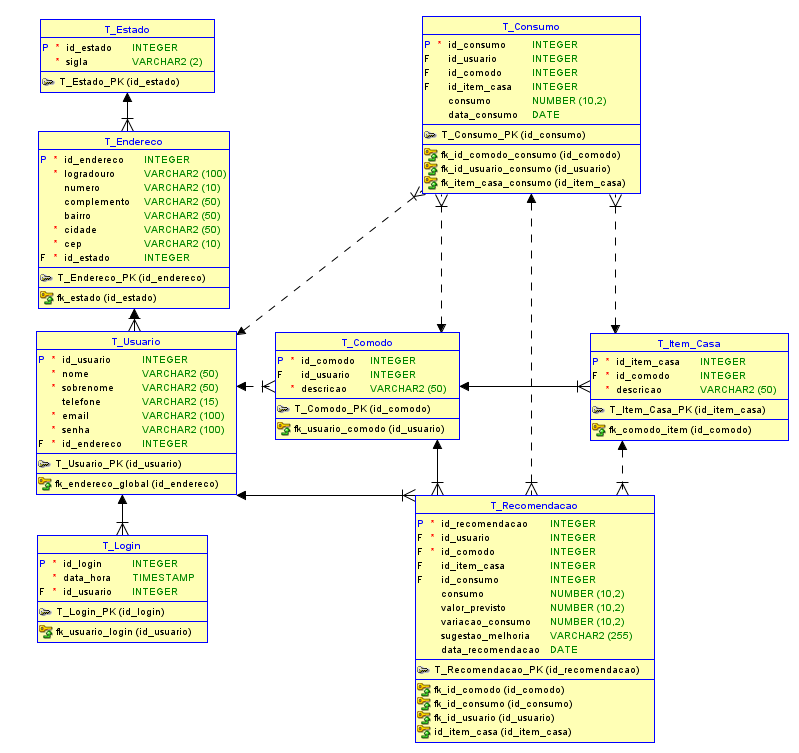 T_Estado
P * id_estado INTEGER
* sigla VARCHAR2 (2)
T_Estado_PK (id_estado)
T_Endereco
P * id_endereco INTEGER
* logradouro VARCHAR2 (100)
numero VARCHAR2 (10)
complemento VARCHAR2 (50)
bairro VARCHAR2 (50)
* cidade VARCHAR2 (50)
* cep VARCHAR2 (10)
F * id_estado INTEGER
T_Endereco_PK (id_endereco)
fk_estado (id_estado)
T_Usuario
P * id_usuario INTEGER
* nome VARCHAR2 (50)
* sobrenome VARCHAR2 (50)
telefone VARCHAR2 (15)
* email VARCHAR2 (100)
* senha VARCHAR2 (100)
F * id_endereco INTEGER
T_Usuario_PK (id_usuario)
fk_endereco_global (id_endereco)
T_Login
P * id_login INTEGER
* data_hora TIMESTAMP
F * id_usuario INTEGER
T_Login_PK (id_login)
fk_usuario_login (id_usuario)
T_Consumo
P * id_consumo INTEGER
F id_usuario INTEGER
F id_comodo INTEGER
F id_item_casa INTEGER
consumo NUMBER (10,2)
data_consumo DATE
T_Consumo_PK (id_consumo)
fk_id_comodo_consumo (id_comodo)
fk_id_usuario_consumo (id_usuario)
fk_item_casa_consumo (id_item_casa)
T_Comodo
P * id_comodo INTEGER
F id_usuario INTEGER
* descricao VARCHAR2 (50)
T_Comodo_PK (id_comodo)
fk_usuario_comodo (id_usuario)
T_Item_Casa
P * id_item_casa INTEGER
F * id_comodo INTEGER
* descricao VARCHAR2 (50)
T_Item_Casa_PK (id_item_casa)
fk_comodo_item (id_comodo)
T_Recomendacao
P * id_recomendacao INTEGER
F * id_usuario INTEGER
F * id_comodo INTEGER
F id_item_casa INTEGER
F id_consumo INTEGER
consumo NUMBER (10,2)
valor_previsto NUMBER (10,2)
variacao_consumo NUMBER (10,2)
sugestao_melhoria VARCHAR2 (255)
data_recomendacao DATE
T_Recomendacao_PK (id_recomendacao)
fk_id_comodo (id_comodo)
fk_id_consumo (id_consumo)
fk_id_usuario (id_usuario)
id_item_casa (id_item_casa)